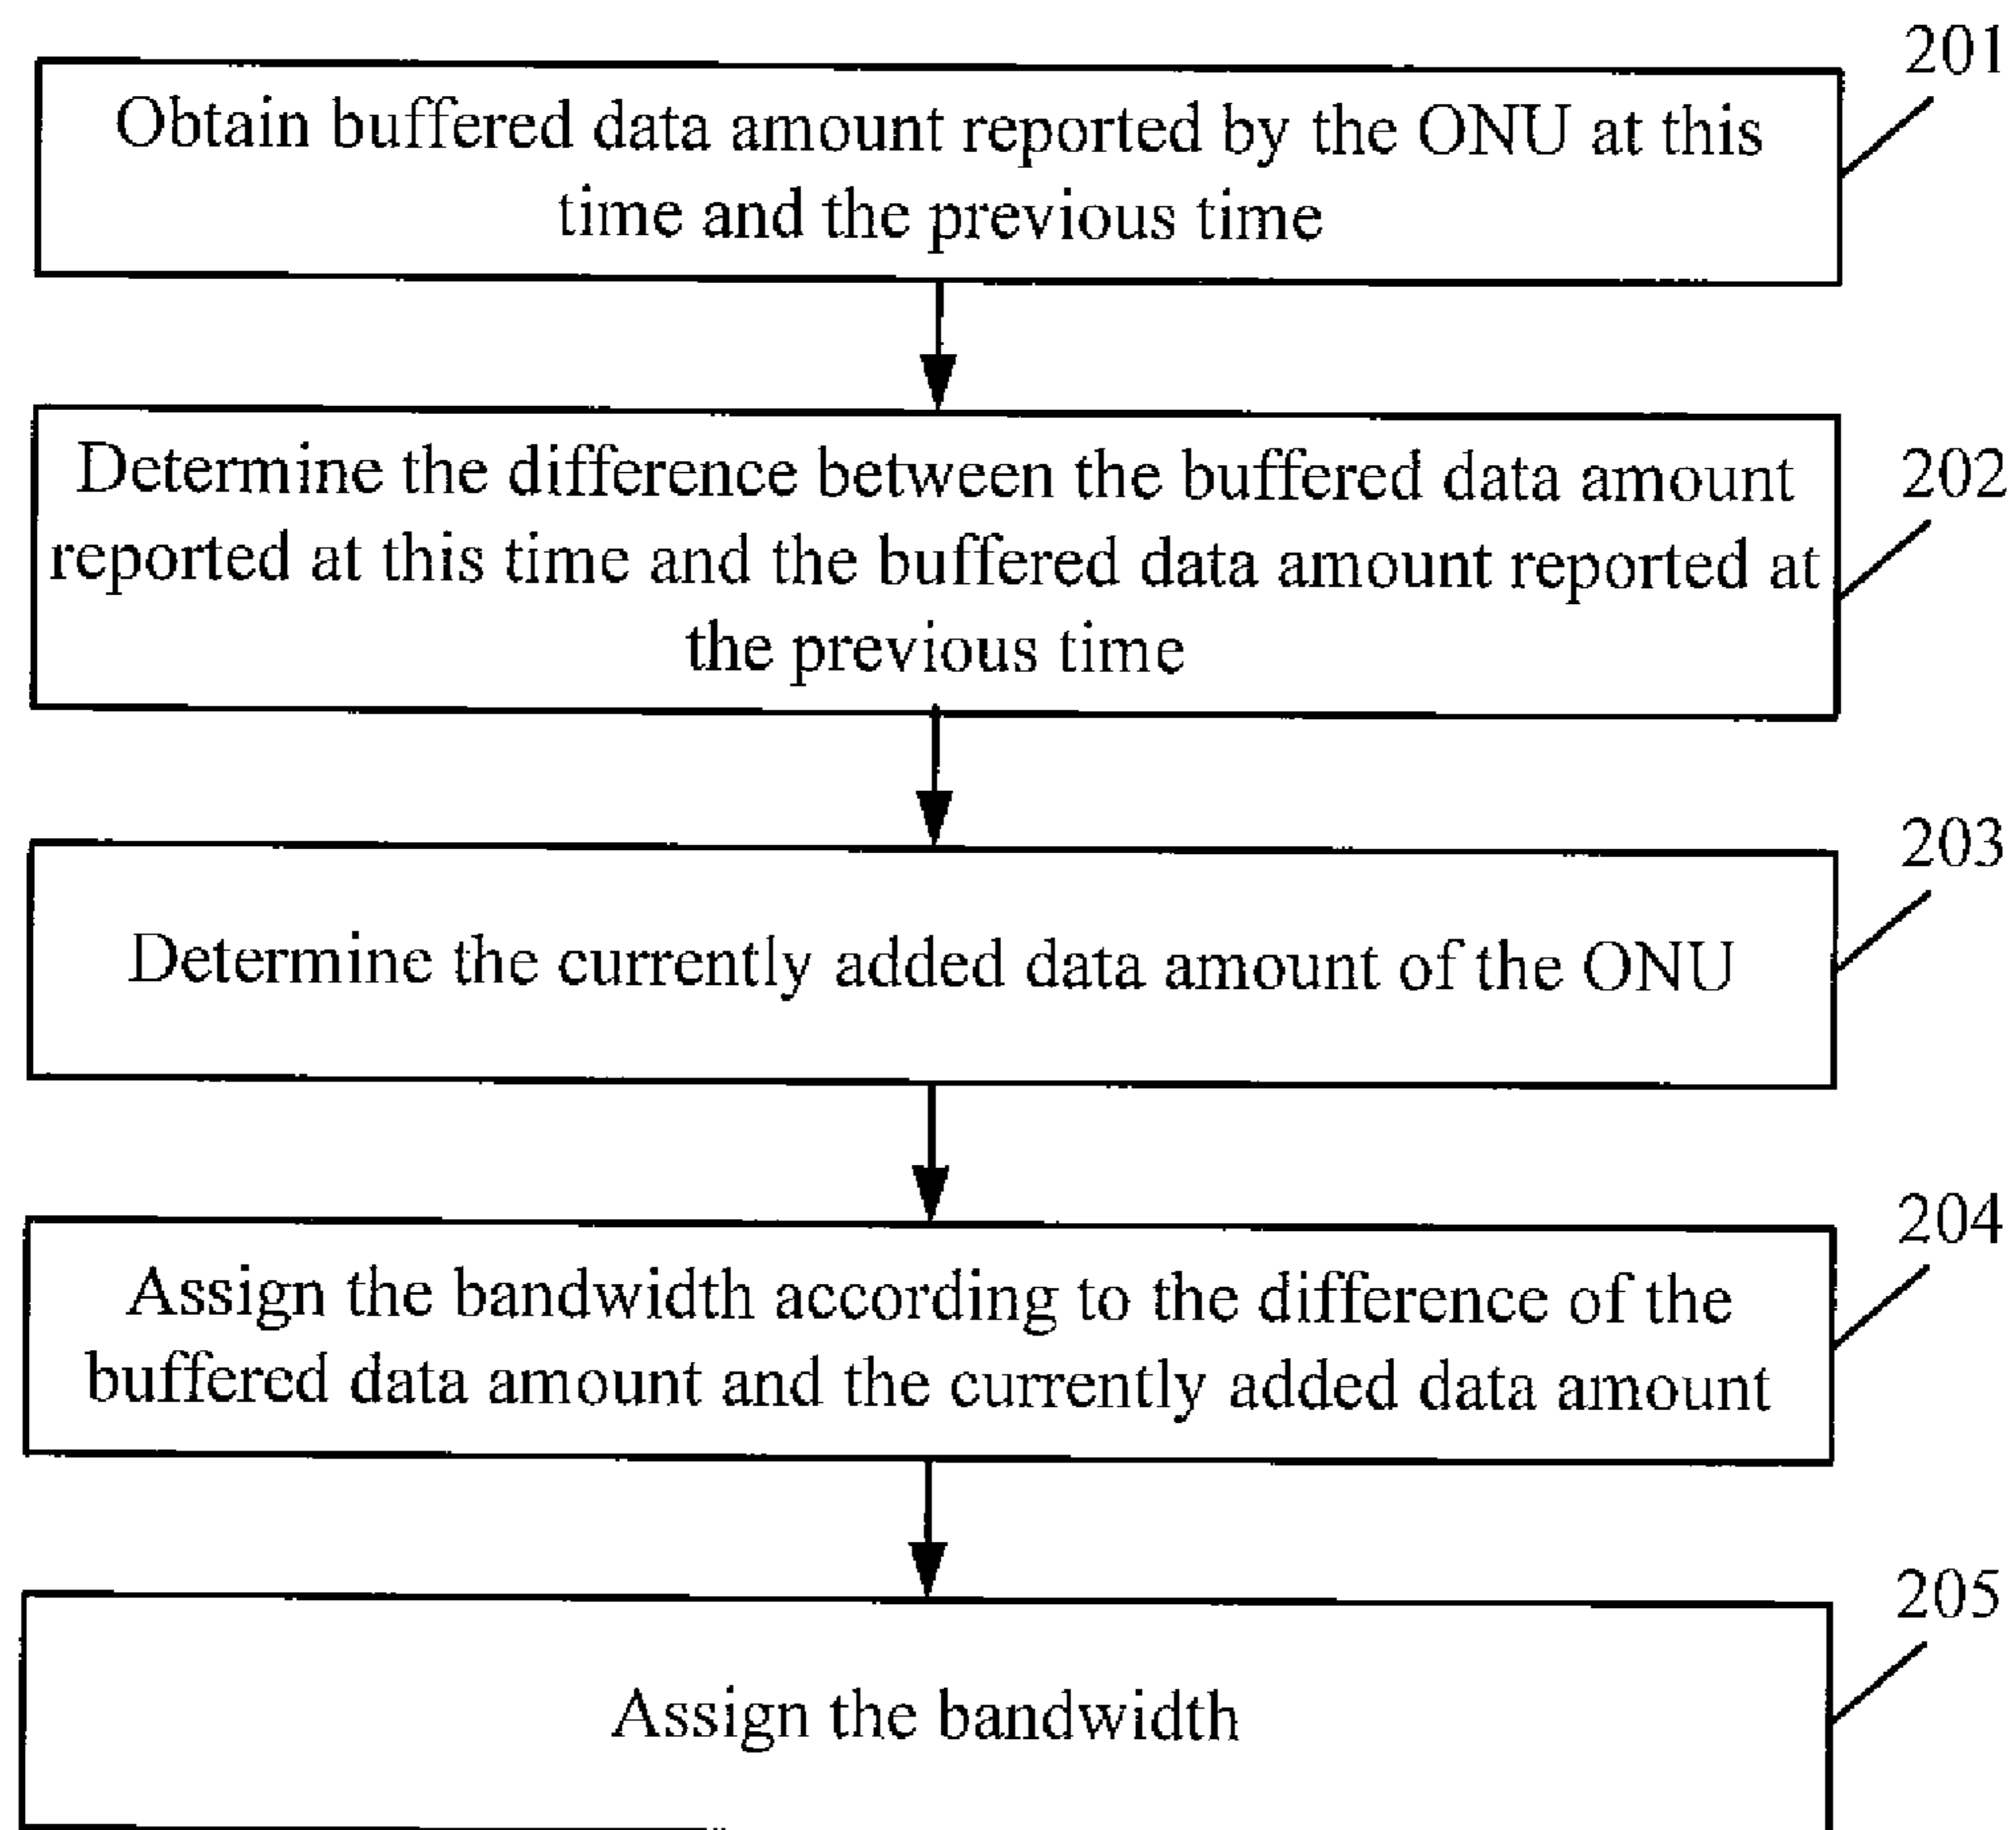 201
Obtain buffered data amount reported by the ONU at this
time and the previous time
202
Determine the difference between the buffered data amount
reported at this time and the buffered data amount reported at
the previous time
203
Determine the currently added data amount of the ONU
204
Assign the bandwidth according to the difference of the
buffered data amount and the currently added data amount
205
Assign the bandwidth